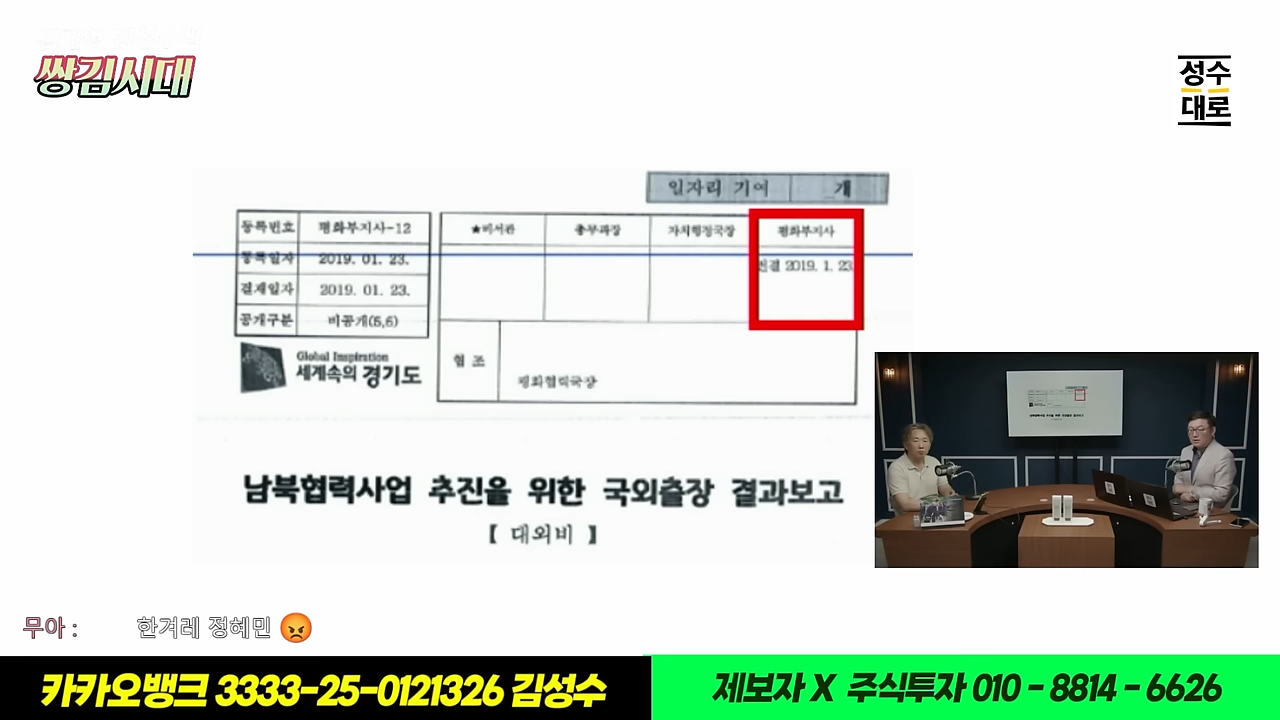 쌍김시대
성수
대로
일자리 기여 개
등록번호 평화부지사-12
등록일자 2019. 01. 23.
결재일자 2019. 01. 23.
공개구분 비공개(5,6)
★비서관 총무과장 자치행정국장 평화부지사
전결 2019. 1. 23
협 조
평화협력국장
Global Inspiration
세계속의 경기도
남북협력사업 추진을 위한 국외출장 결과보고
【 대외비 】
무아 : 한겨레 정혜민 😡
카카오뱅크 3333-25-0121326 김성수
제보자 X 주식투자 010 - 8814 - 6626